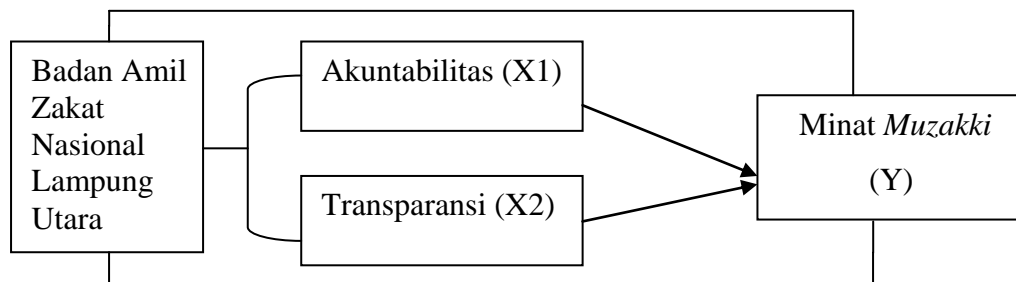 Badan Amil
Zakat
Nasional
Lampung
Utara
Akuntabilitas (X1)
Transparansi (X2)
Minat Muzakki
(Y)